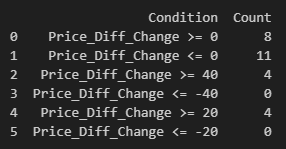 Condition Count
0 Price_Diff_Change >= 0 8
1 Price_Diff_Change <= 0 11
2 Price_Diff_Change >= 40 4
3 Price_Diff_Change <= -40 0
4 Price_Diff_Change >= 20 4
5 Price_Diff_Change <= -20 0